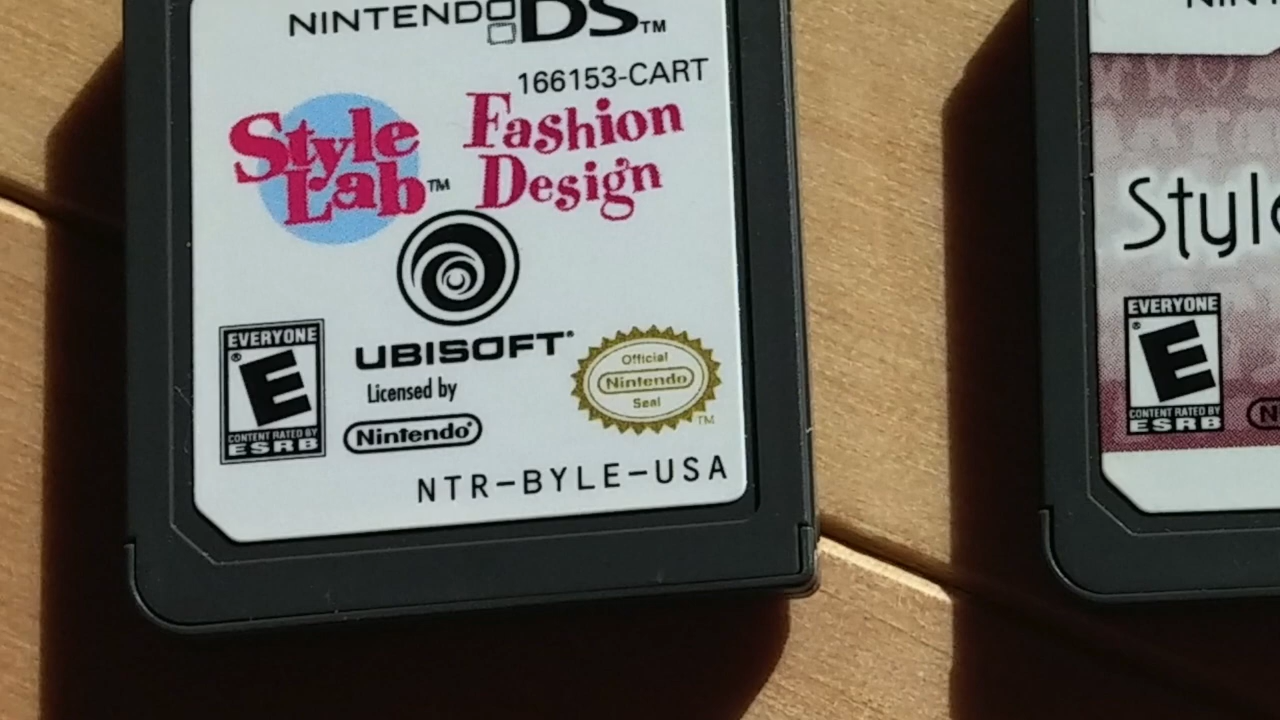 NINTENDO DS™
166153-CART
Style Lab™
Fashion Design
UBISOFT®
Licensed by
Nintendo®
EVERYONE
E
®
CONTENT RATED BY
ESRB
Official
Nintendo
Seal
TM
NTR-BYLE-USA
Style
EVERYONE
E
®
CONTENT RATED BY
ESRB